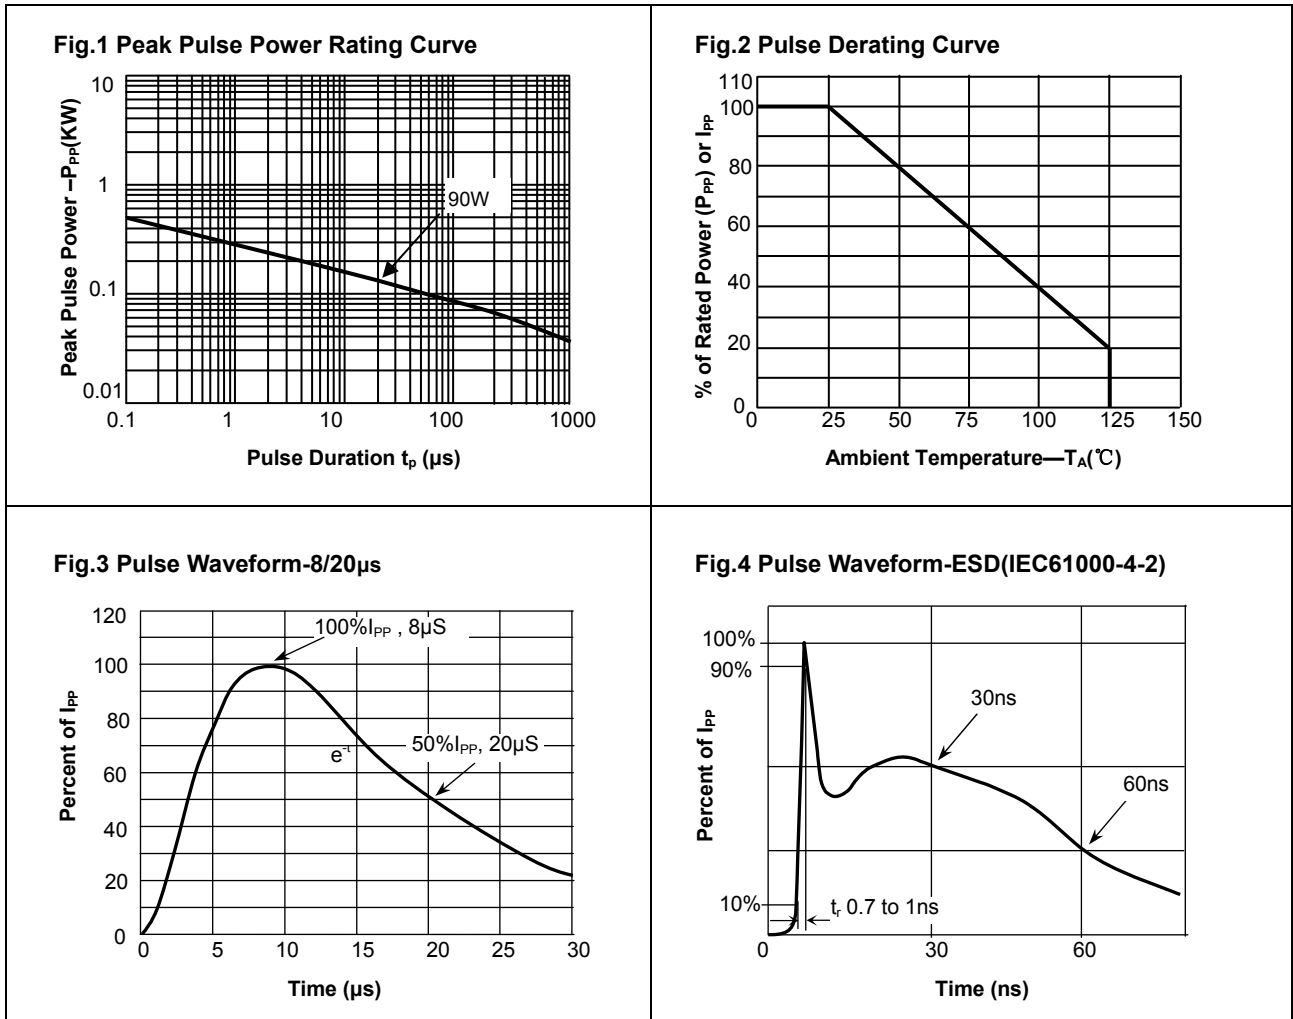 Fig.1 Peak Pulse Power Rating Curve
Peak Pulse Power –PPP(KW)
10
1
0.1
0.01
90W
0.1 1 10 100 1000
Pulse Duration tp (µs)
Fig.2 Pulse Derating Curve
% of Rated Power (PPP) or IPP
110
100
80
60
40
20
0
25 50 75 100 125 150
Ambient Temperature—TA(℃)
Fig.3 Pulse Waveform-8/20µs
Percent of IPP
120
100
80
60
40
20
0
100%IPP , 8µS
e-t
50%IPP, 20µS
0 5 10 15 20 25 30
Time (µs)
Fig.4 Pulse Waveform-ESD(IEC61000-4-2)
Percent of IPP
100%
90%
10%
30ns
60ns
tr 0.7 to 1ns
0 30 60
Time (ns)